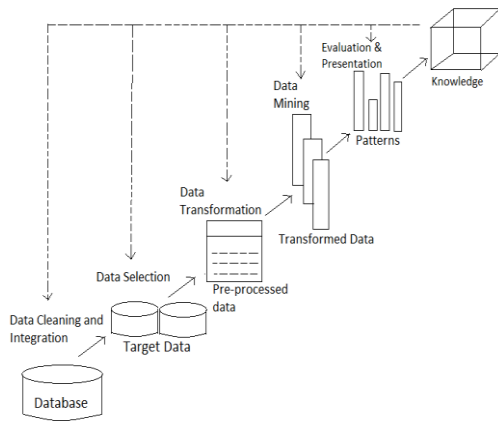 Evaluation &
Presentation
Knowledge
Data
Mining
Patterns
Data
Transformation
Transformed Data
Data Selection
Pre-processed
data
Data Cleaning and
Integration
Target Data
Database